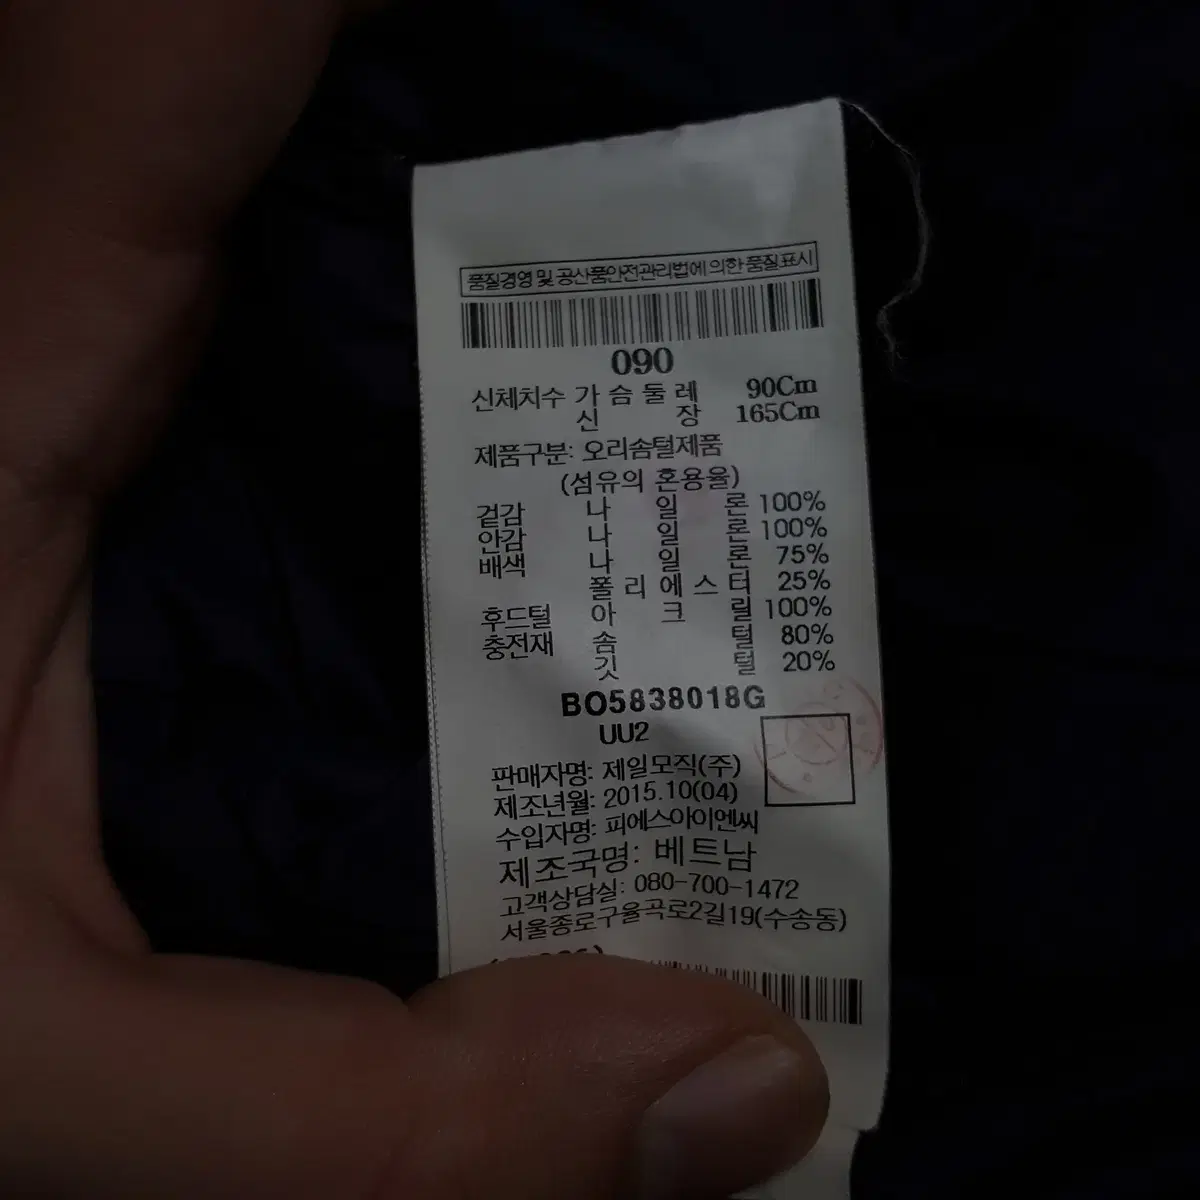 품질경영 및 공산품안전관리법에 의한 품질표시
090
신체치수 가슴둘레 90Cm
신장 165Cm
제품구분: 오리솜털제품
(섬유의 혼용율)
겉감 나일론 100%
안감 나일론 100%
배색 나일론 75%
폴리에스터 25%
후드털 아크릴 100%
충전재 솜털 80%
깃털 20%
BO5838018G
UU2
판매자명: 제일모직(주)
제조년월: 2015.10(04)
수입자명: 피에스아이엔씨
제조국명: 베트남
고객상담실: 080-700-1472
서울종로구율곡로2길19(수송동)